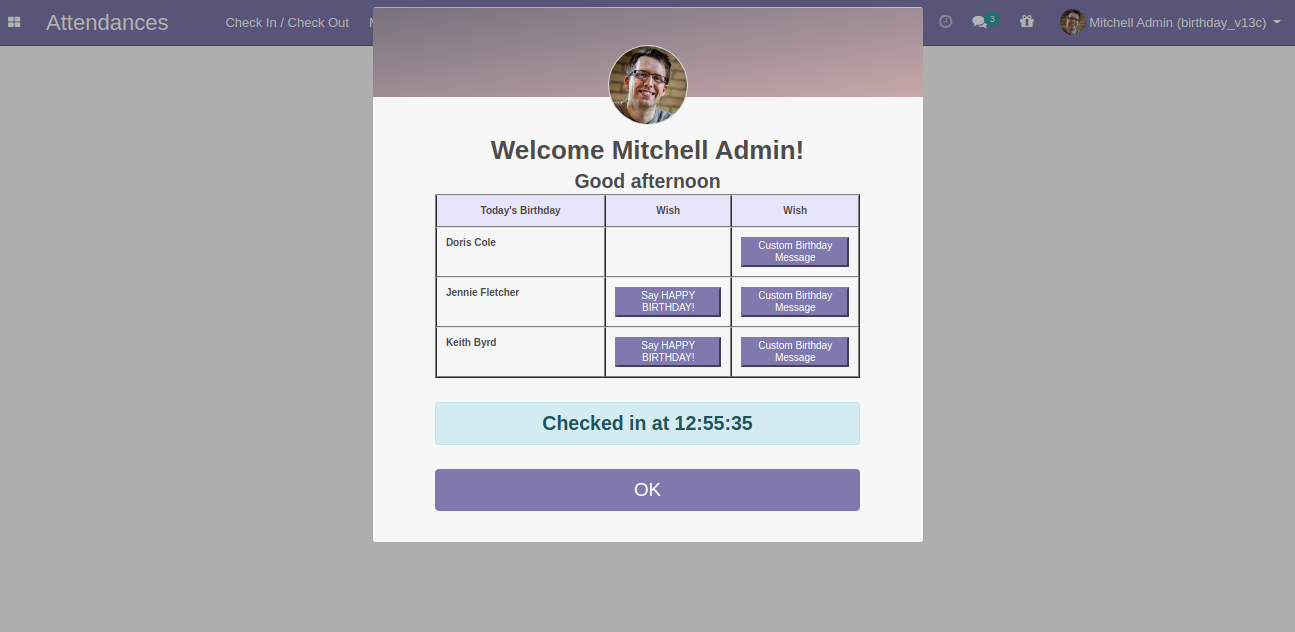 Attendances Check In / Check Out 3 Mitchell Admin (birthday_v13c)
Welcome Mitchell Admin!
Good afternoon
Today's Birthday Wish Wish
Doris Cole
Custom Birthday
Message
Jennie Fletcher
Say HAPPY
BIRTHDAY!
Custom Birthday
Message
Keith Byrd
Say HAPPY
BIRTHDAY!
Custom Birthday
Message
Checked in at 12:55:35
OK